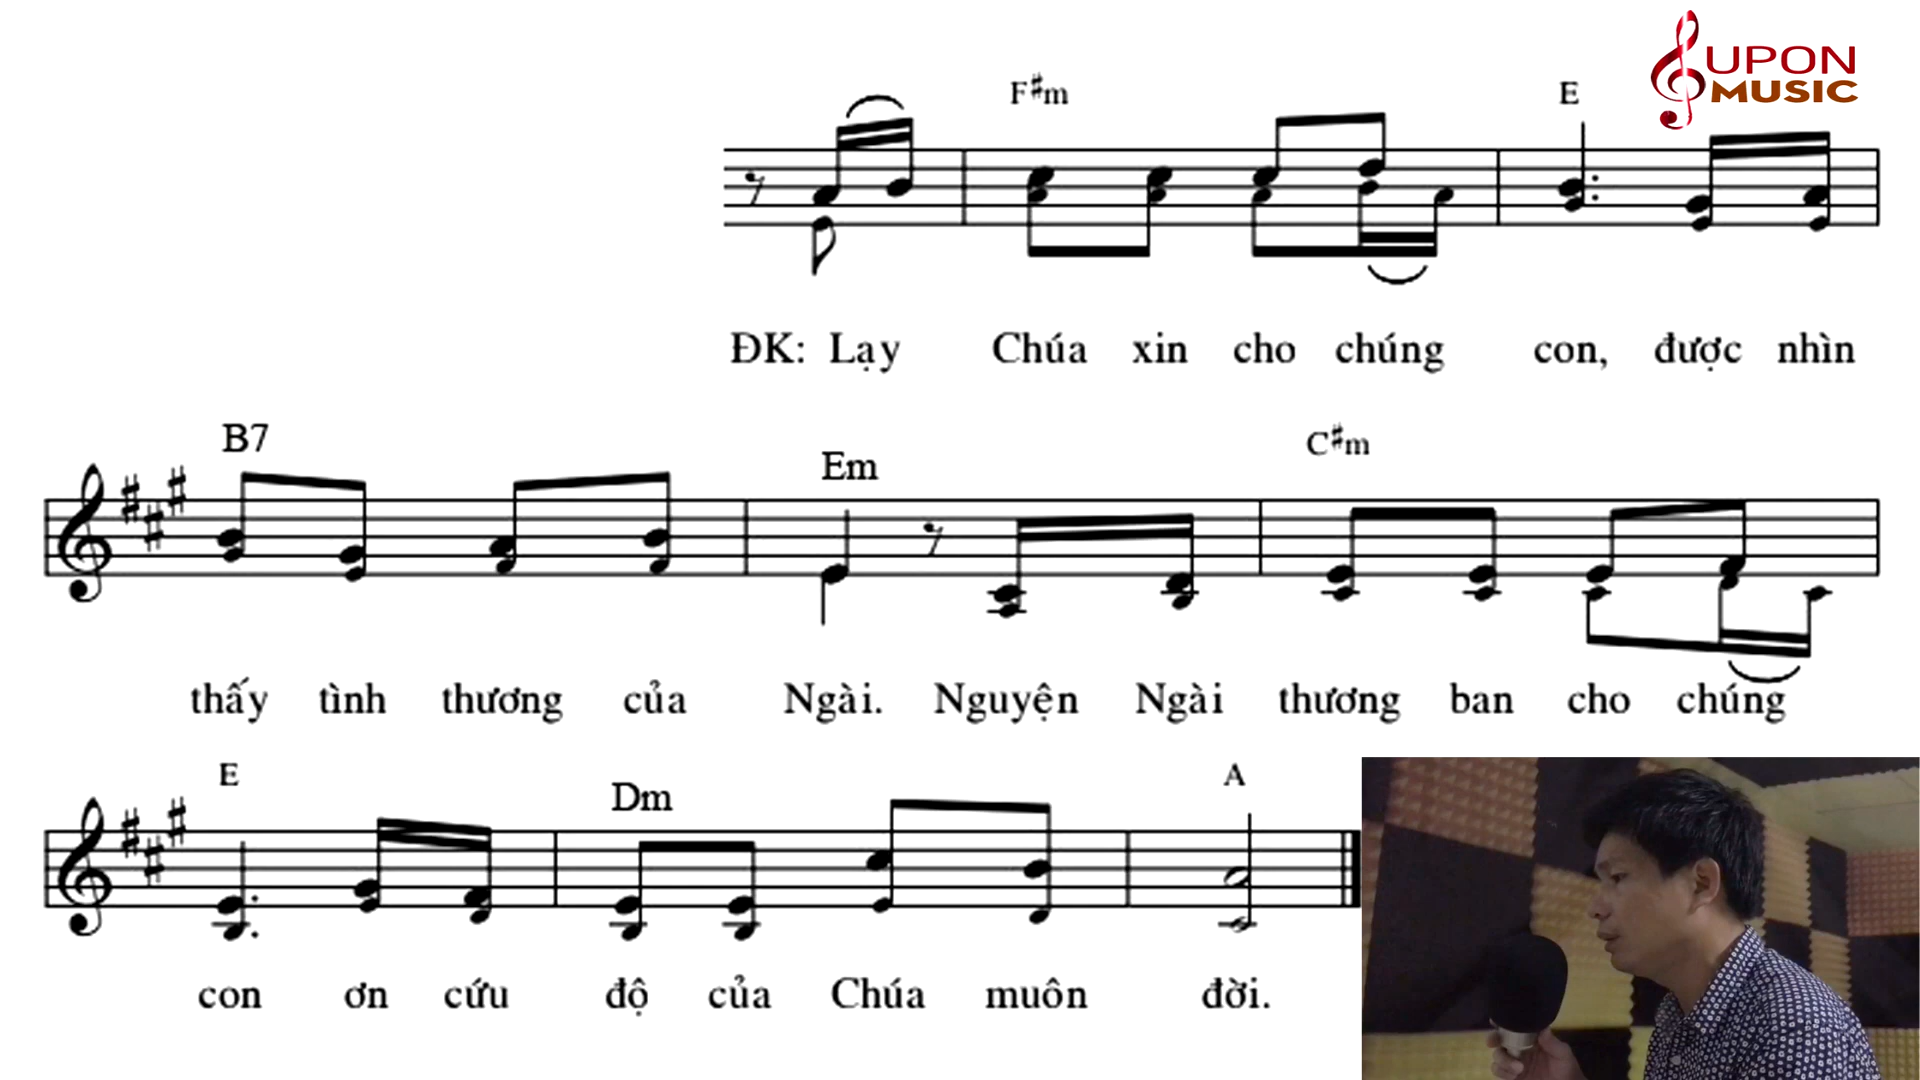 UPON
MUSIC
F#m E
ĐK: Lạy Chúa xin cho chúng con, được nhìn
B7 Em C#m
thấy tình thương của Ngài. Nguyện Ngài thương ban cho chúng
E Dm A
con ơn cứu độ của Chúa muôn đời.